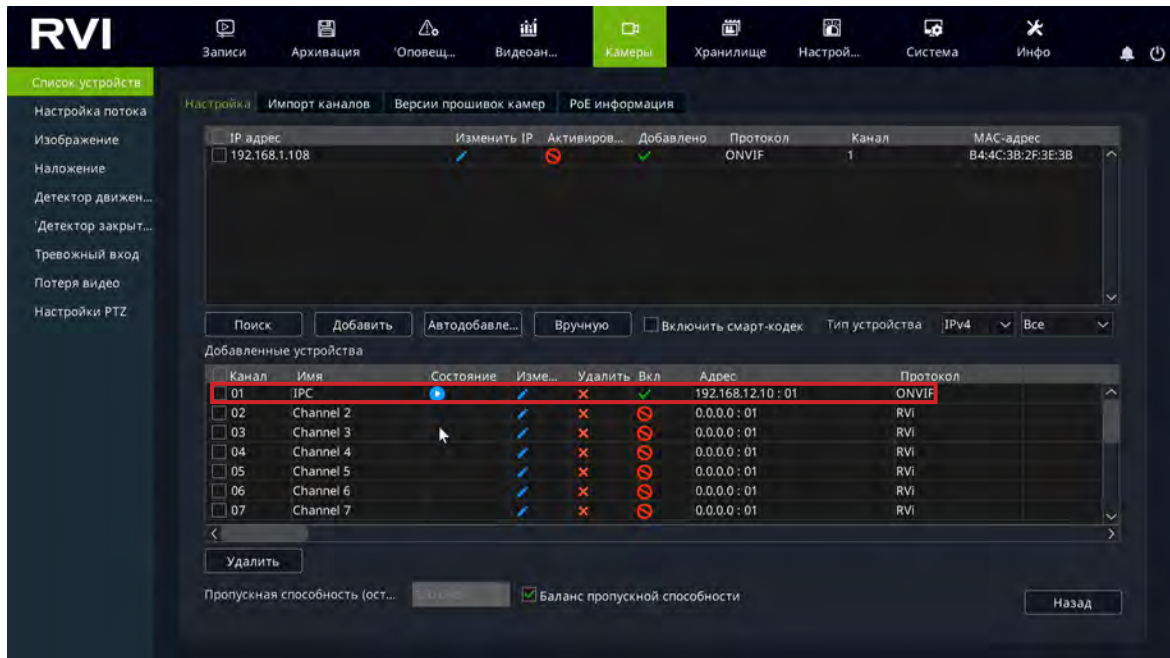 RVI
Записи
Архивация
'Оповещ...
Видеоан...
Камеры
Хранилище
Настрой...
Система
Инфо
Список устройств
Настройка потока
Изображение
Наложение
Детектор движен...
'Детектор закрыт...
Тревожный вход
Потеря видео
Настройки PTZ
Настройка Импорт каналов Версии прошивок камер PoE информация
IP адрес Изменить IP Активиров... Добавлено Протокол Канал MAC-адрес
192.168.1.108 ONVIF 1 B4:4C:3B:2F:3E:3B
Поиск Добавить Автодобавле... Вручную Включить смарт-кодек Тип устройства IPv4 Все
Добавленные устройства
Канал Имя Состояние Изме... Удалить Вкл Адрес Протокол
01 IPC 192.168.12.10 : 01 ONVIF
02 Channel 2 0.0.0.0 : 01 RVi
03 Channel 3 0.0.0.0 : 01 RVi
04 Channel 4 0.0.0.0 : 01 RVi
05 Channel 5 0.0.0.0 : 01 RVi
06 Channel 6 0.0.0.0 : 01 RVi
07 Channel 7 0.0.0.0 : 01 RVi
Удалить
Пропускная способность (ост... Баланс пропускной способности
Назад